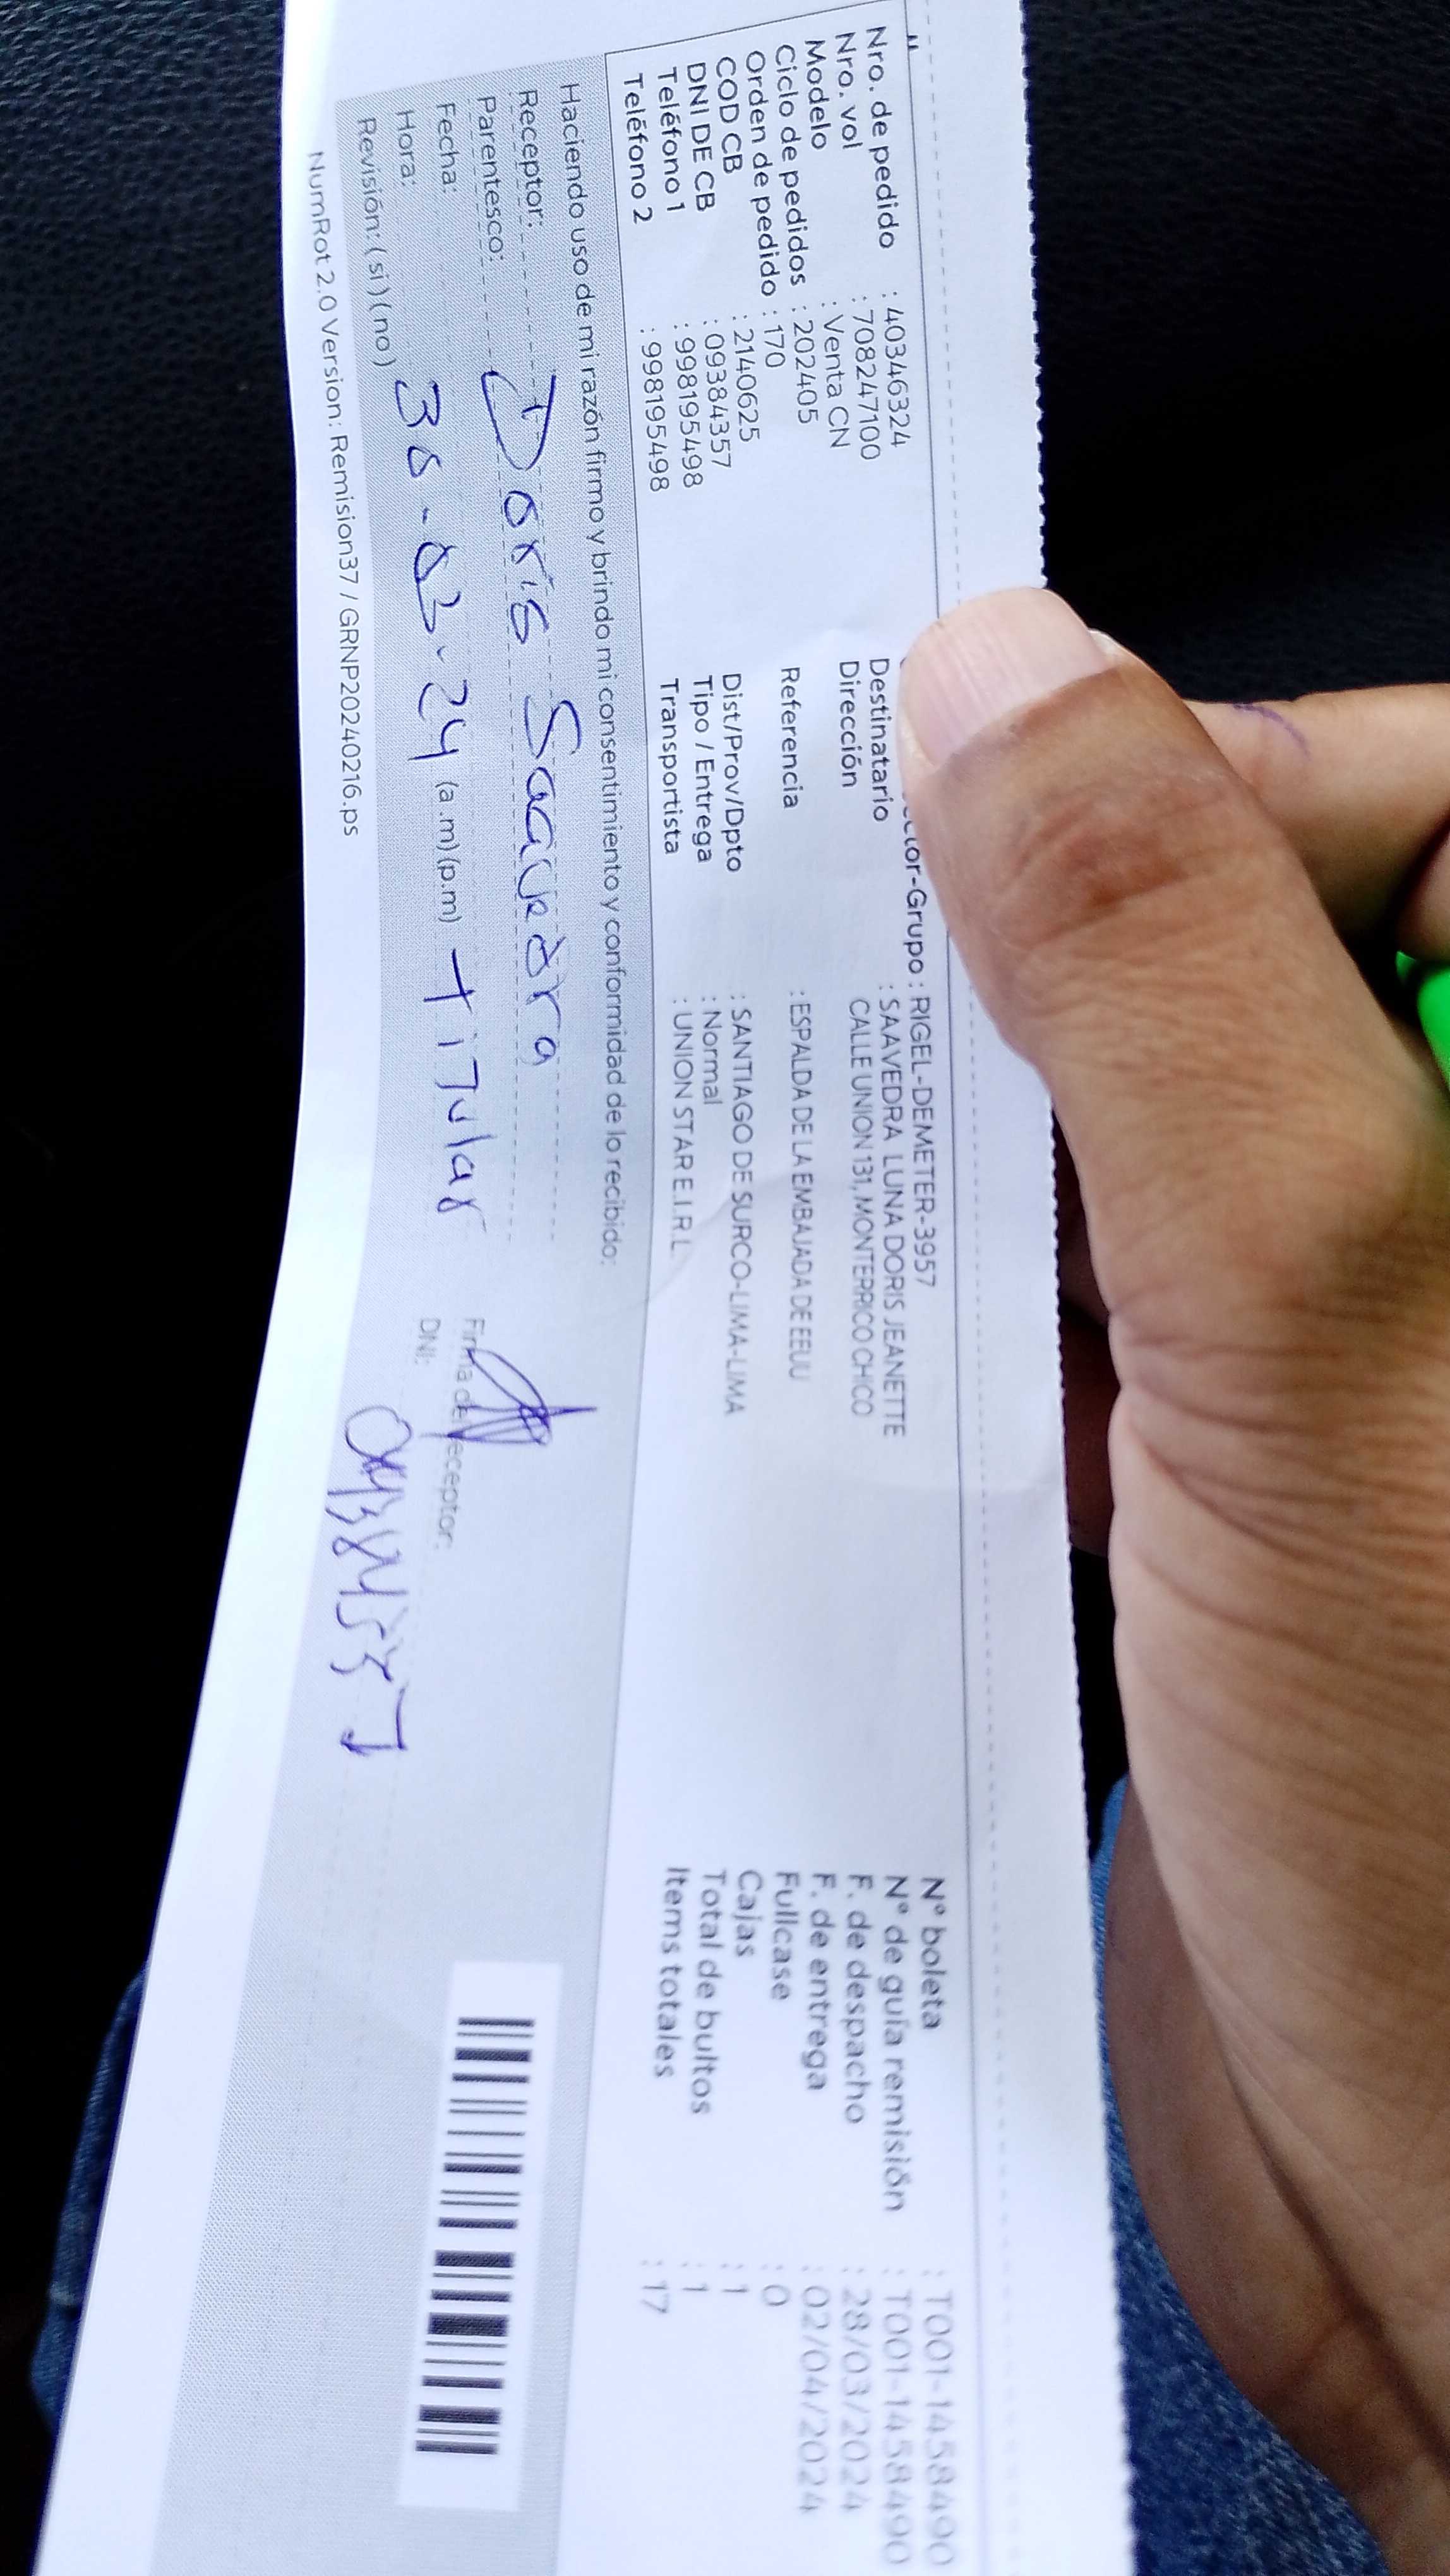 Nro. de pedido : 40346324
Nro. vol : 708247100
Modelo : Venta CN
Ciclo de pedidos : 202405
Orden de pedido : 170
COD CB : 2140625
DNI DE CB : 09384357
Teléfono 1 : 998195498
Teléfono 2 : 998195498
ctor-Grupo : RIGEL-DEMETER-3957
Destinatario : SAAVEDRA LUNA DORIS JEANETTE
Dirección CALLE UNION 131, MONTERRICO CHICO
Referencia : ESPALDA DE LA EMBAJADA DE EEUU
Dist/Prov/Dpto : SANTIAGO DE SURCO-LIMA-LIMA
Tipo / Entrega : Normal
Transportista : UNION STAR E.I.R.L.
N° boleta : T001-1458490
N° de guía remisión : T001-1458490
F. de despacho : 28/03/2024
F. de entrega : 02/04/2024
Fullcase : 0
Cajas : 1
Total de bultos : 1
Items totales : 17
Haciendo uso de mi razón firmo y brindo mi consentimiento y conformidad de lo recibido:
Receptor: Doris Saavedra
Parentesco: Titular
Fecha: 30-03-24
Hora: (a.m) (p.m)
Revisión: ( si ) ( no )
Firma del receptor:
DNI:
NumRot 2.0 Version: Remision37 / GRNP20240216.ps